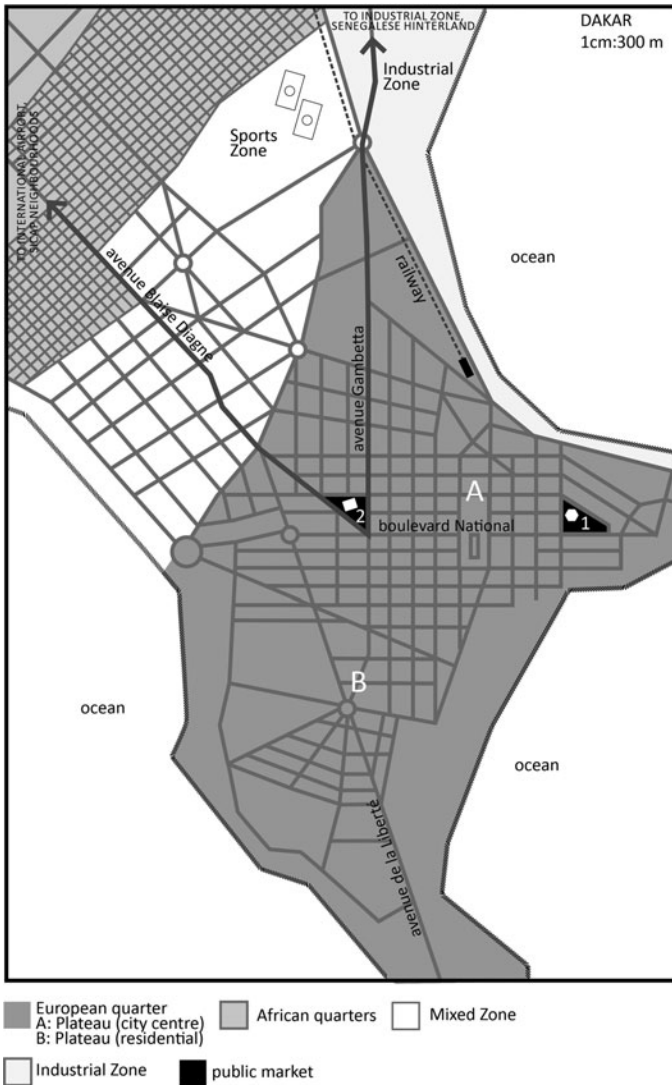 TO INDUSTRIAL ZONE,
SENEGALESE HINTERLAND
DAKAR
1cm:300 m
Industrial
Zone
Sports
Zone
TO INTERNATIONAL AIRPORT,
SICAP NEIGHBOURHOODS
avenue Blaise Diagne
railway
ocean
avenue Gambetta
A
2
boulevard National
1
B
ocean
ocean
avenue de la Liberté
European quarter
A: Plateau (city centre)
B: Plateau (residential)
African quarters
Mixed Zone
Industrial Zone
public market